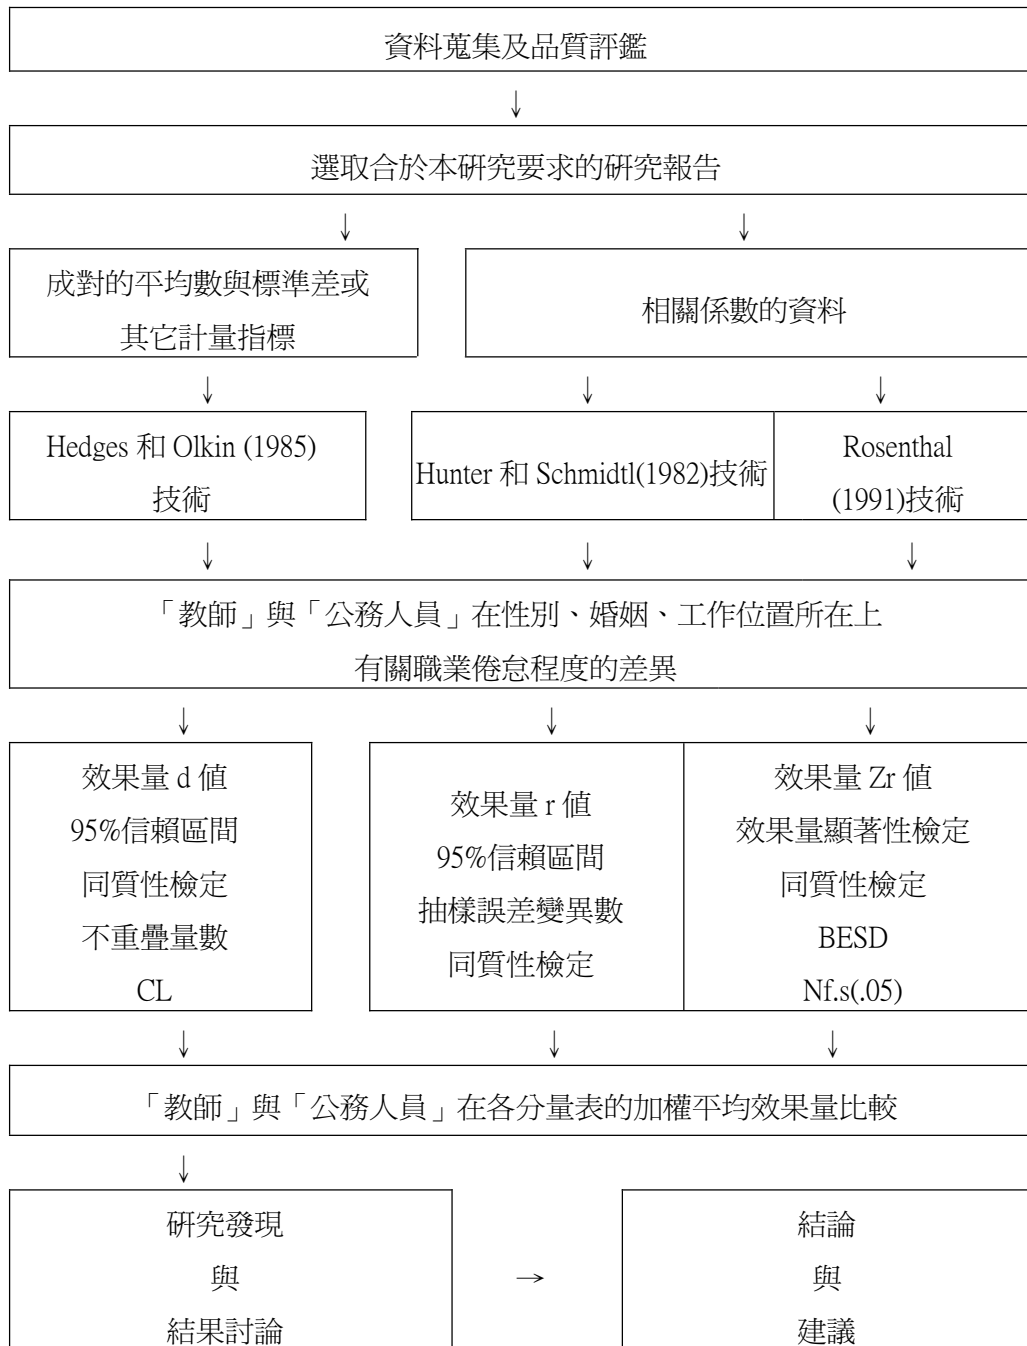 資料蒐集及品質評鑑
↓
選取合於本研究要求的研究報告
↓ ↓
成對的平均數與標準差或
其它計量指標
相關係數的資料
↓ ↓ ↓
Hedges 和 Olkin (1985)
技術
Hunter 和 Schmidtl(1982)技術
Rosenthal
(1991)技術
↓ ↓ ↓
「教師」與「公務人員」在性別、婚姻、工作位置所在上
有關職業倦怠程度的差異
↓ ↓ ↓
效果量 d 值
95%信賴區間
同質性檢定
不重疊量數
CL
效果量 r 值
95%信賴區間
抽樣誤差變異數
同質性檢定
效果量 Zr 值
效果量顯著性檢定
同質性檢定
BESD
Nf.s(.05)
↓ ↓ ↓
「教師」與「公務人員」在各分量表的加權平均效果量比較
↓
研究發現
與
結果討論
→
結論
與
建議